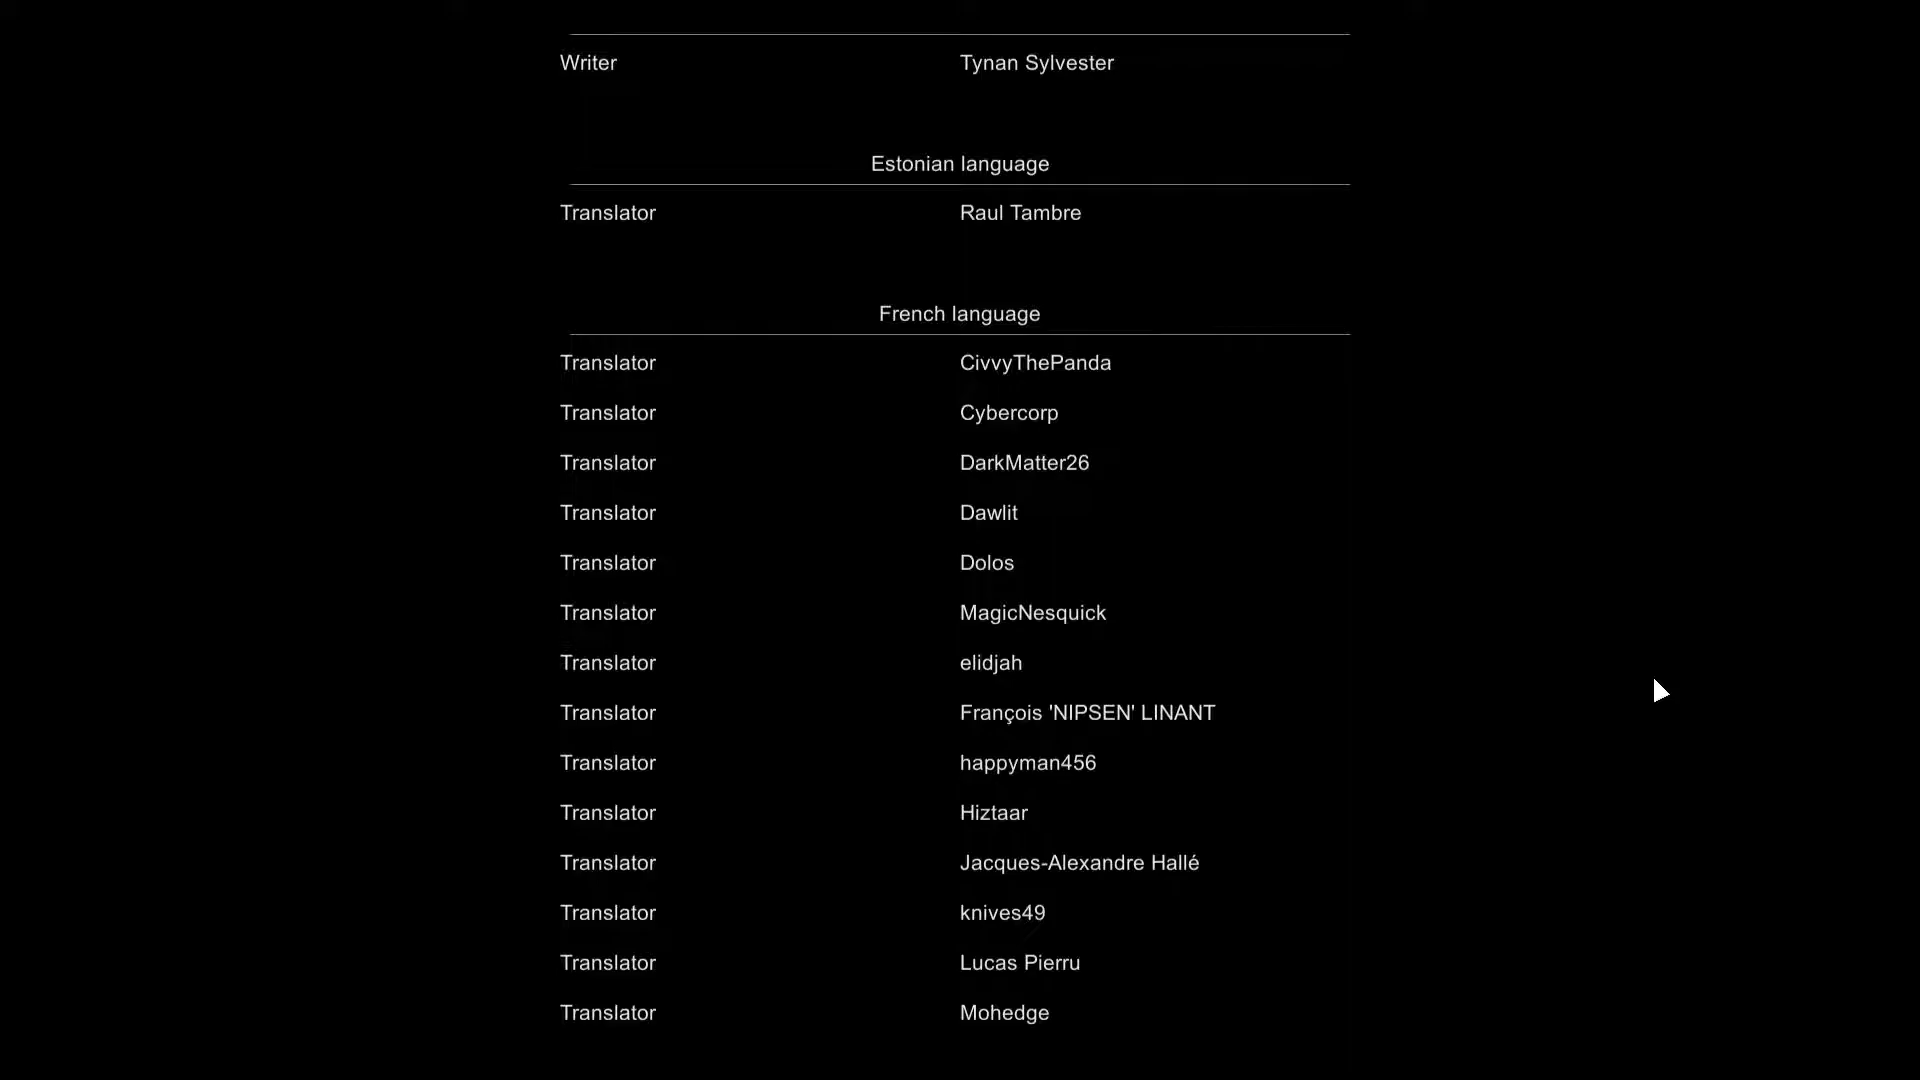 Writer Tynan Sylvester
Estonian language
Translator Raul Tambre
French language
Translator CivvyThePanda
Translator Cybercorp
Translator DarkMatter26
Translator Dawlit
Translator Dolos
Translator MagicNesquick
Translator elidjah
Translator François 'NIPSEN' LINANT
Translator happyman456
Translator Hiztaar
Translator Jacques-Alexandre Hallé
Translator knives49
Translator Lucas Pierru
Translator Mohedge